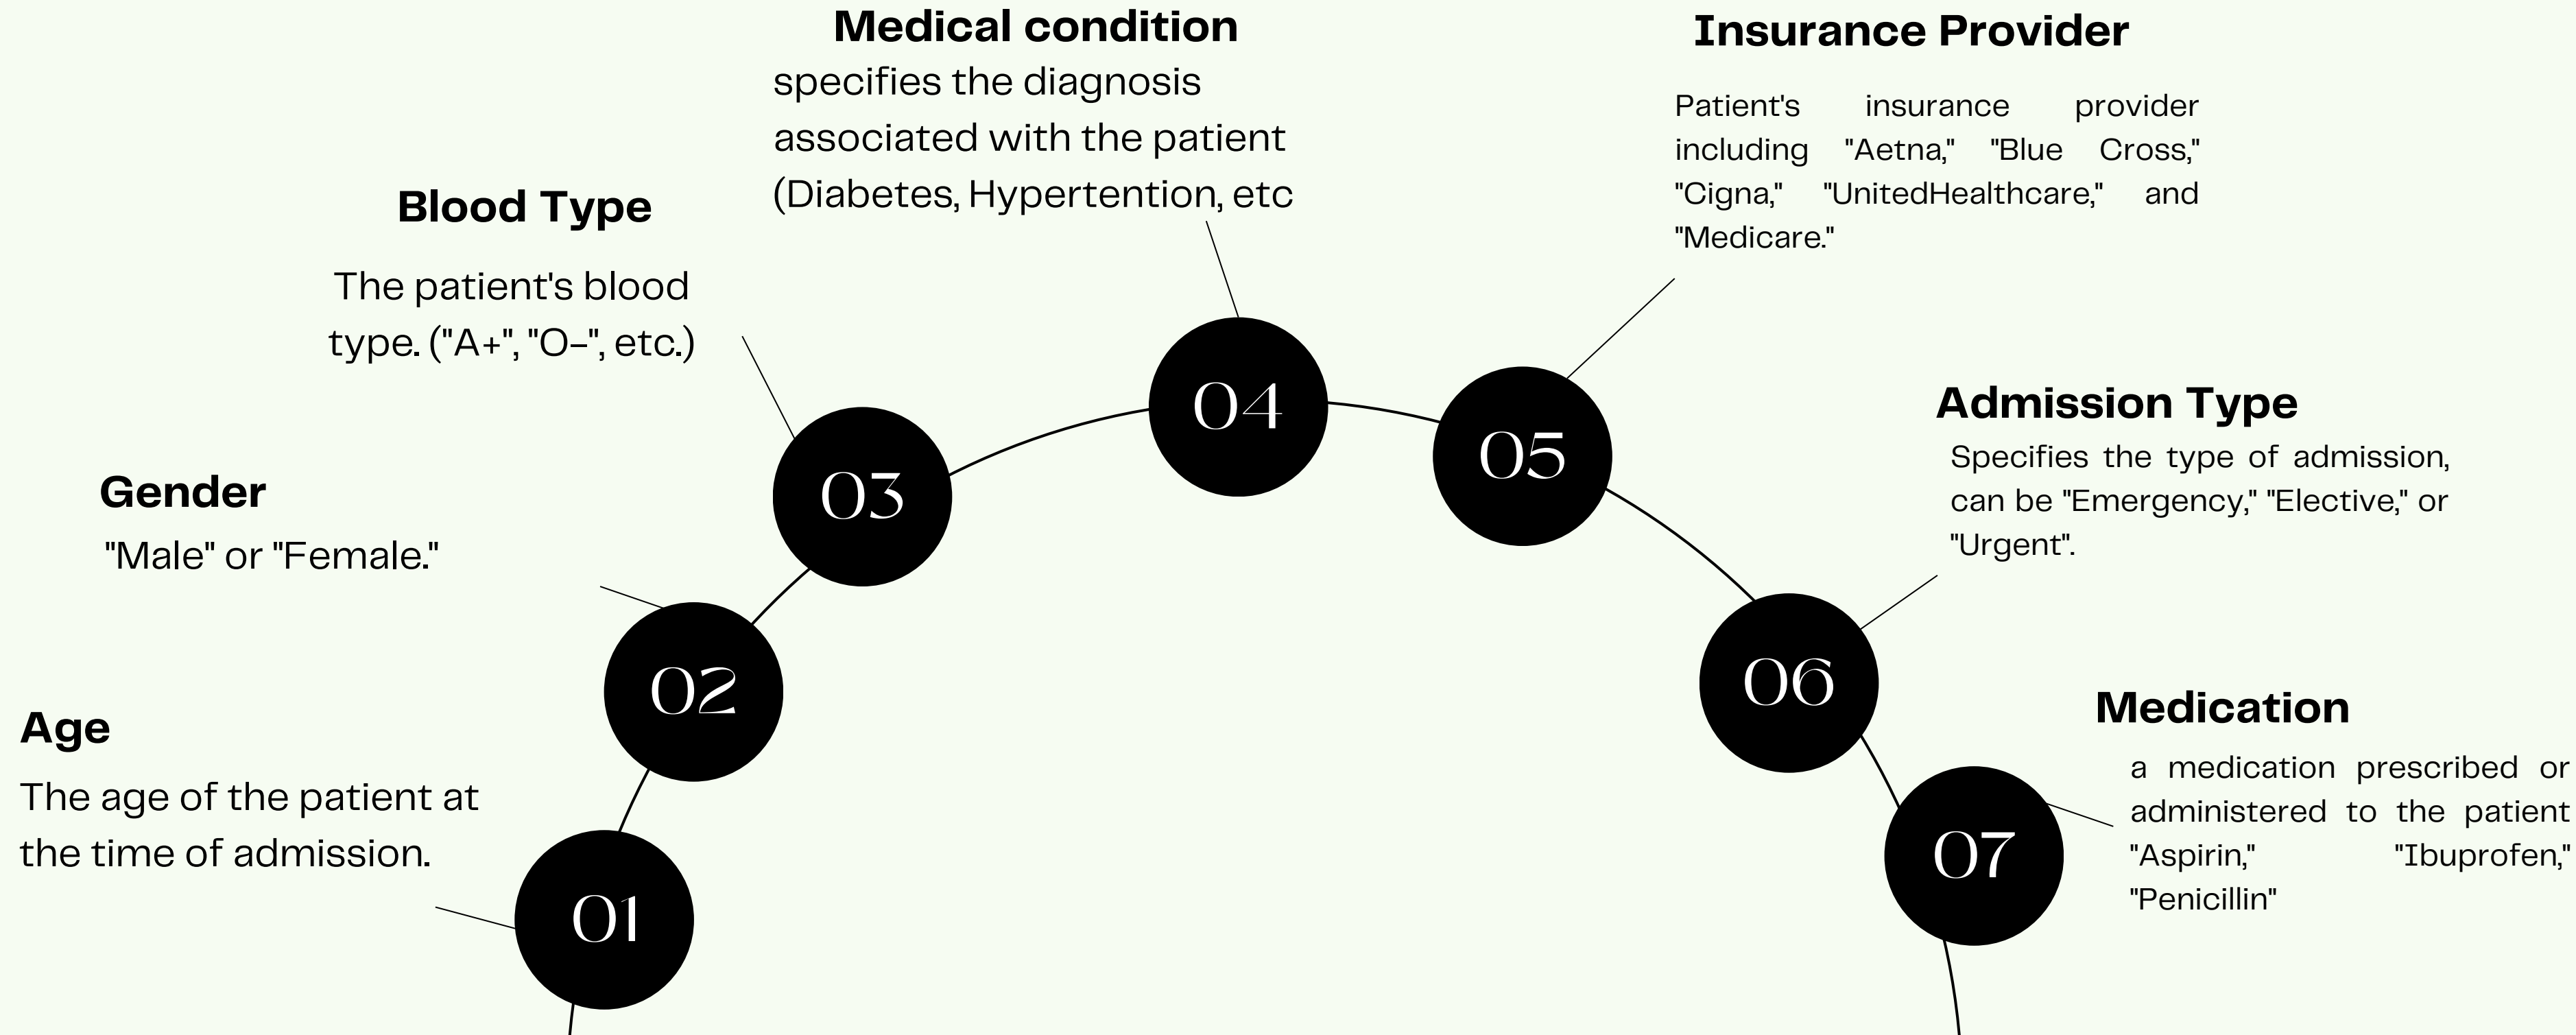 Medical condition
specifies the diagnosis
associated with the patient
(Diabetes, Hypertention, etc
Insurance Provider
Patient's insurance provider
including "Aetna," "Blue Cross,"
"Cigna," "UnitedHealthcare," and
"Medicare."
Blood Type
The patient's blood
type. ("A+", "O-", etc.)
Admission Type
Specifies the type of admission,
can be "Emergency," "Elective," or
"Urgent".
Gender
"Male" or "Female."
Age
The age of the patient at
the time of admission.
Medication
a medication prescribed or
administered to the patient
"Aspirin," "Ibuprofen,"
"Penicillin"
01
02
03
04
05
06
07